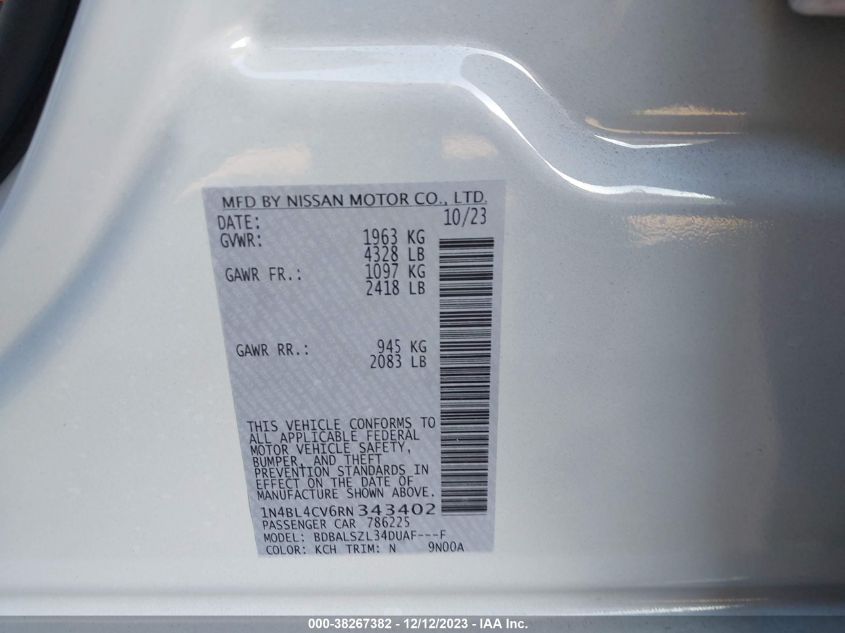 MFD BY NISSAN MOTOR CO., LTD.
DATE: 10/23
GVWR: 1963 KG
4328 LB
GAWR FR.: 1097 KG
2418 LB
GAWR RR.: 945 KG
2083 LB
THIS VEHICLE CONFORMS TO
ALL APPLICABLE FEDERAL
MOTOR VEHICLE SAFETY,
BUMPER, AND THEFT
PREVENTION STANDARDS IN
EFFECT ON THE DATE OF
MANUFACTURE SHOWN ABOVE.
1N4BL4CV6RN343402
PASSENGER CAR 786225
MODEL: BDBALSZL34DUAF---F
COLOR: KCH TRIM: N 9N00A
000-38267382 - 12/12/2023 - IAA Inc.